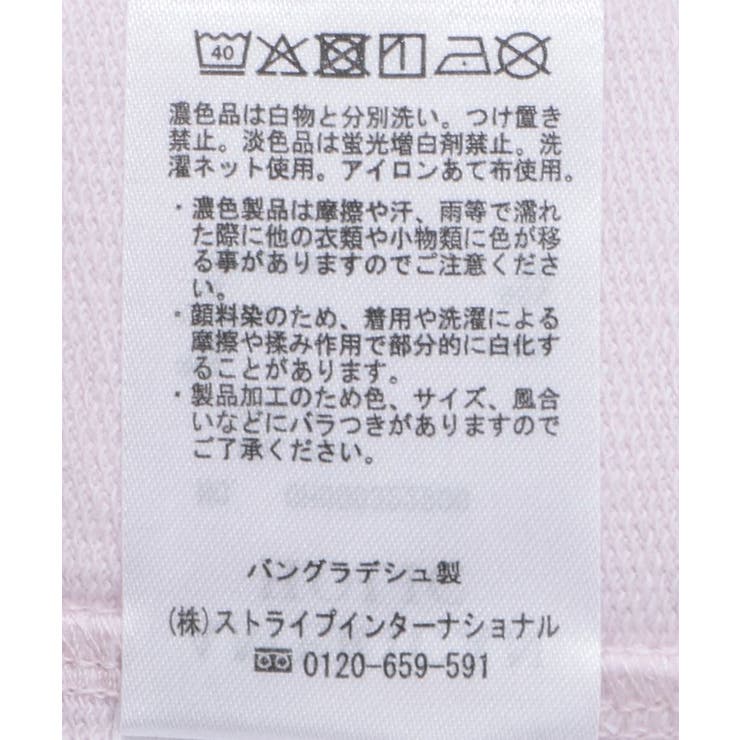 40
濃色品は白物と分別洗い。つけ置き
禁止。淡色品は蛍光増白剤禁止。洗
濯ネット使用。アイロンあて布使用。
・濃色製品は摩擦や汗、雨等で濡れ
た際に他の衣類や小物類に色が移
る事がありますのでご注意くださ
い。
・顔料染のため、着用や洗濯による
摩擦や揉み作用で部分的に白化す
ることがあります。
・製品加工のため色、サイズ、風合
いなどにバラつきがありますので
ご了承ください。
バングラデシュ製
(株)ストライプインターナショナル
0120-659-591